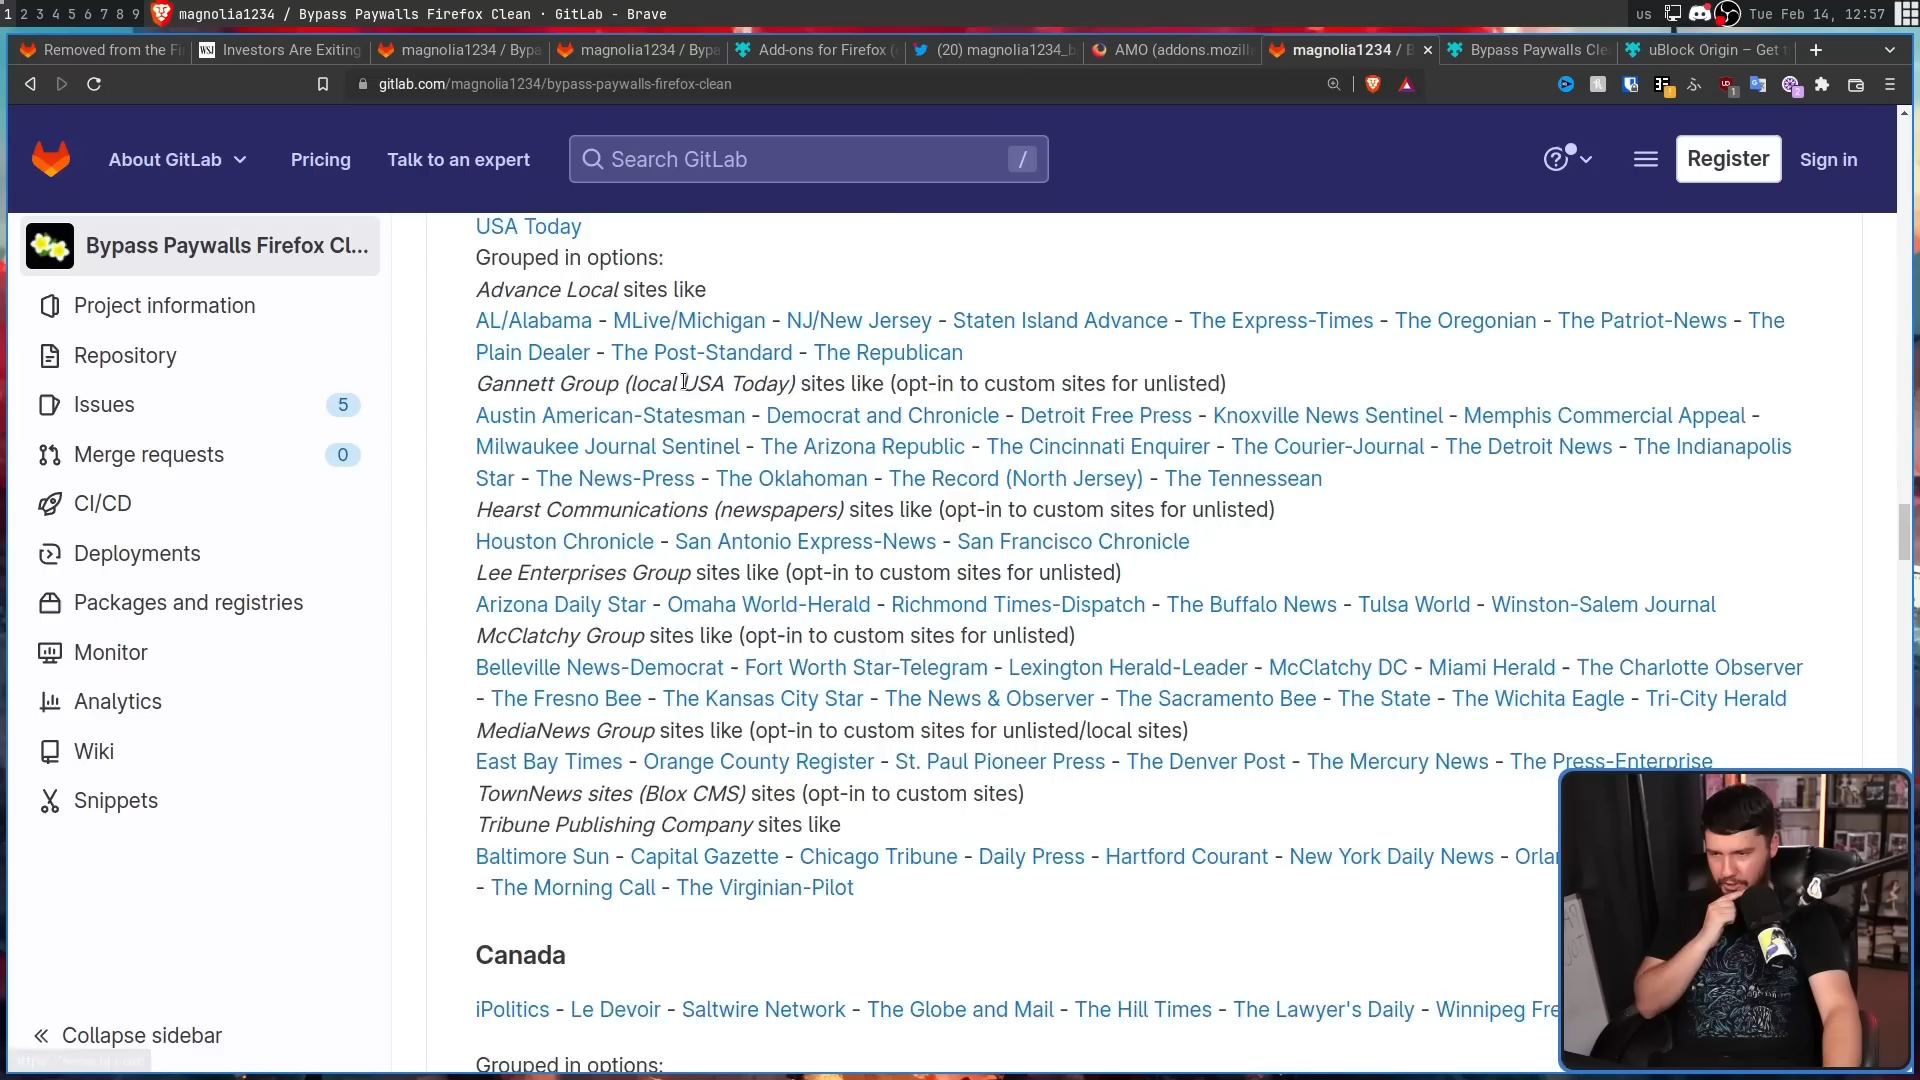 1 2 3 4 5 6 7 8 9 magnolia1234 / Bypass Paywalls Firefox Clean · GitLab - Brave us Tue Feb 14, 12:57
Removed from the Fi WSJ Investors Are Exiting magnolia1234 / Bypa magnolia1234 / Bypa Add-ons for Firefox ( (20) magnolia1234_b AMO (addons.mozill magnolia1234 / B Bypass Paywalls Cle uBlock Origin – Get t
gitlab.com/magnolia1234/bypass-paywalls-firefox-clean
About GitLab Pricing Talk to an expert Search GitLab / Register Sign in
Bypass Paywalls Firefox Cl...
Project information
Repository
Issues 5
Merge requests 0
CI/CD
Deployments
Packages and registries
Monitor
Analytics
Wiki
Snippets
Collapse sidebar
USA Today
Grouped in options:
Advance Local sites like
AL/Alabama - MLive/Michigan - NJ/New Jersey - Staten Island Advance - The Express-Times - The Oregonian - The Patriot-News - The
Plain Dealer - The Post-Standard - The Republican
Gannett Group (local USA Today) sites like (opt-in to custom sites for unlisted)
Austin American-Statesman - Democrat and Chronicle - Detroit Free Press - Knoxville News Sentinel - Memphis Commercial Appeal -
Milwaukee Journal Sentinel - The Arizona Republic - The Cincinnati Enquirer - The Courier-Journal - The Detroit News - The Indianapolis
Star - The News-Press - The Oklahoman - The Record (North Jersey) - The Tennessean
Hearst Communications (newspapers) sites like (opt-in to custom sites for unlisted)
Houston Chronicle - San Antonio Express-News - San Francisco Chronicle
Lee Enterprises Group sites like (opt-in to custom sites for unlisted)
Arizona Daily Star - Omaha World-Herald - Richmond Times-Dispatch - The Buffalo News - Tulsa World - Winston-Salem Journal
McClatchy Group sites like (opt-in to custom sites for unlisted)
Belleville News-Democrat - Fort Worth Star-Telegram - Lexington Herald-Leader - McClatchy DC - Miami Herald - The Charlotte Observer
- The Fresno Bee - The Kansas City Star - The News & Observer - The Sacramento Bee - The State - The Wichita Eagle - Tri-City Herald
MediaNews Group sites like (opt-in to custom sites for unlisted/local sites)
East Bay Times - Orange County Register - St. Paul Pioneer Press - The Denver Post - The Mercury News - The Press-Enterprise
TownNews sites (Blox CMS) sites (opt-in to custom sites)
Tribune Publishing Company sites like
Baltimore Sun - Capital Gazette - Chicago Tribune - Daily Press - Hartford Courant - New York Daily News - Orla
- The Morning Call - The Virginian-Pilot
Canada
iPolitics - Le Devoir - Saltwire Network - The Globe and Mail - The Hill Times - The Lawyer's Daily - Winnipeg Fre
Grouped in options: